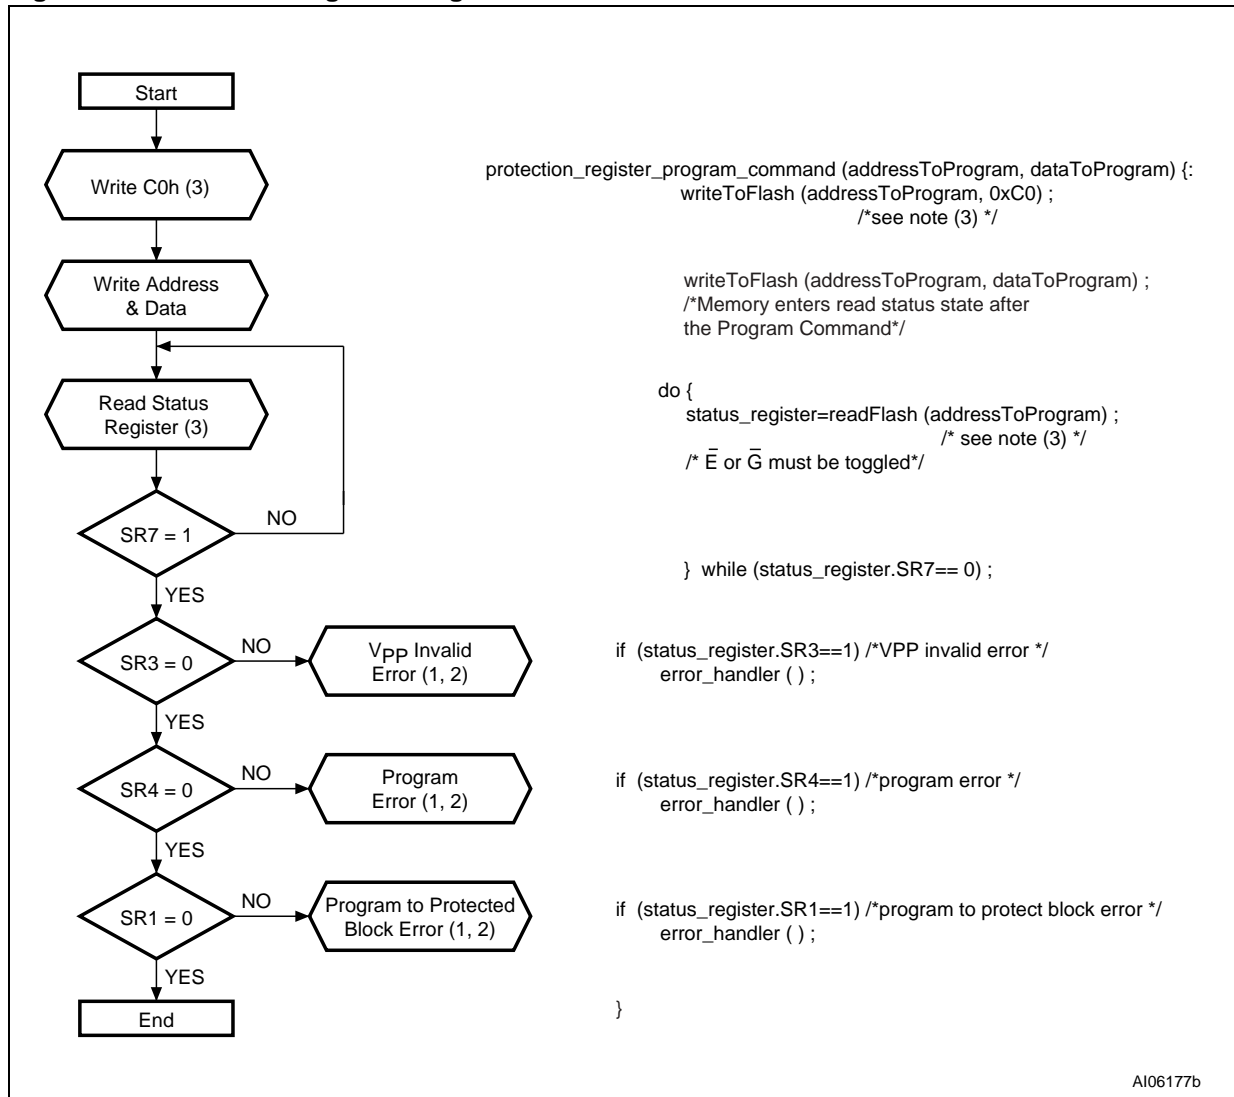 Start
Write C0h (3)
Write Address
& Data
Read Status
Register (3)
SR7 = 1
NO
YES
SR3 = 0
NO
VPP Invalid
Error (1, 2)
YES
SR4 = 0
NO
Program
Error (1, 2)
YES
SR1 = 0
NO
Program to Protected
Block Error (1, 2)
YES
End
protection_register_program_command (addressToProgram, dataToProgram) {:
writeToFlash (addressToProgram, 0xC0) ;
/*see note (3) */
writeToFlash (addressToProgram, dataToProgram) ;
/*Memory enters read status state after
the Program Command*/
do {
status_register=readFlash (addressToProgram) ;
/* see note (3) */
/* E̅ or G̅ must be toggled*/
} while (status_register.SR7== 0) ;
if (status_register.SR3==1) /*VPP invalid error */
error_handler ( ) ;
if (status_register.SR4==1) /*program error */
error_handler ( ) ;
if (status_register.SR1==1) /*program to protect block error */
error_handler ( ) ;
}
AI06177b